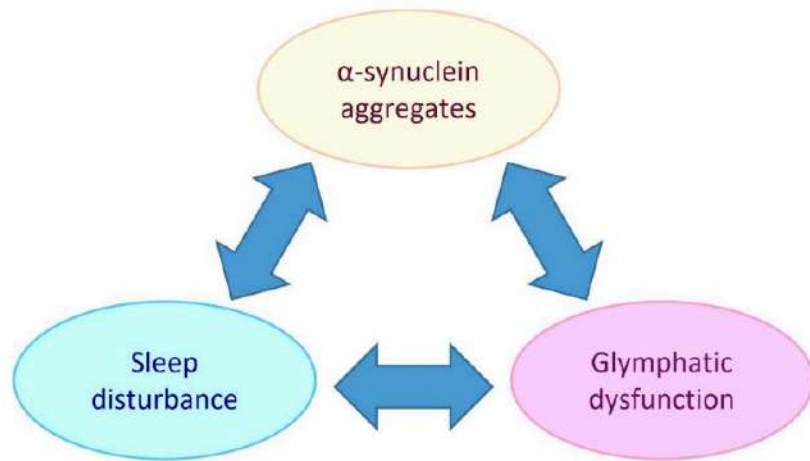 α-synuclein
aggregates
Sleep
disturbance
Glymphatic
dysfunction